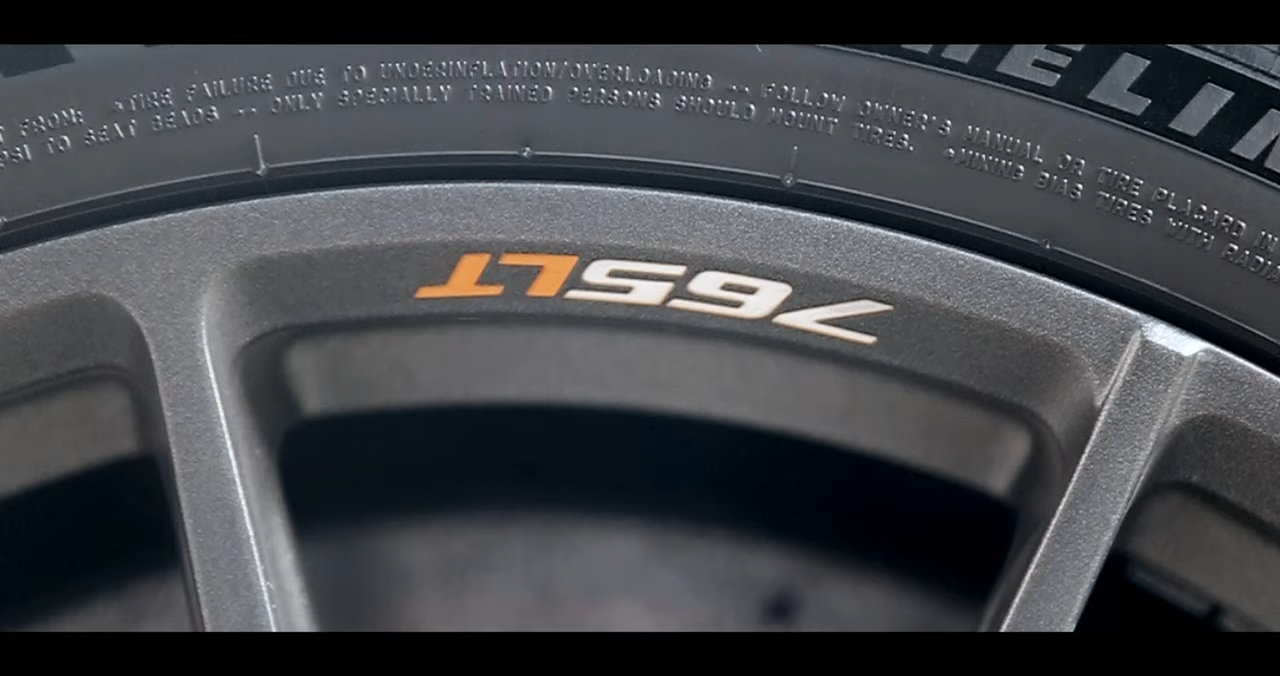 HELIN
T FROM: •TIRE FAILURE DUE TO UNDERINFLATION/OVERLOADING -- FOLLOW OWNER'S MANUAL OR TIRE PLACARD IN
PSI TO SEAT BEADS -- ONLY SPECIALLY TRAINED PERSONS SHOULD MOUNT TIRES. •MIXING BIAS TIRES WITH RADIA
765LT